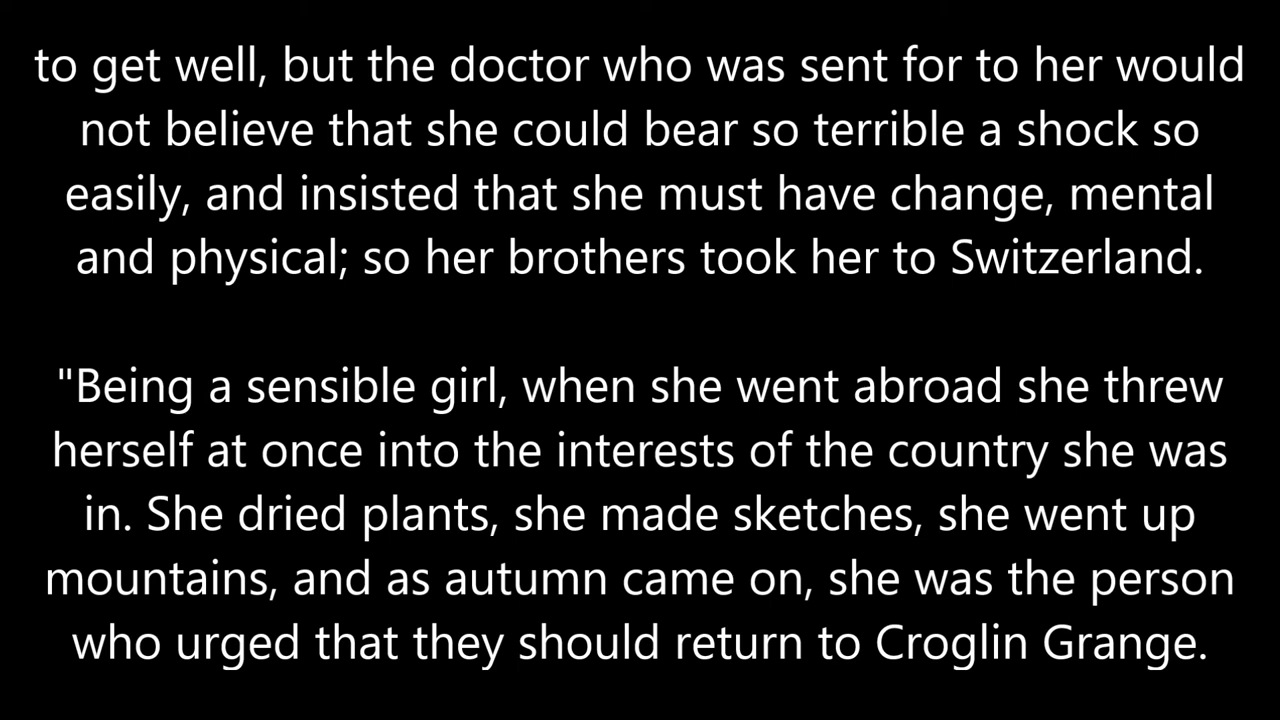 to get well, but the doctor who was sent for to her would
not believe that she could bear so terrible a shock so
easily, and insisted that she must have change, mental
and physical; so her brothers took her to Switzerland.
"Being a sensible girl, when she went abroad she threw
herself at once into the interests of the country she was
in. She dried plants, she made sketches, she went up
mountains, and as autumn came on, she was the person
who urged that they should return to Croglin Grange.